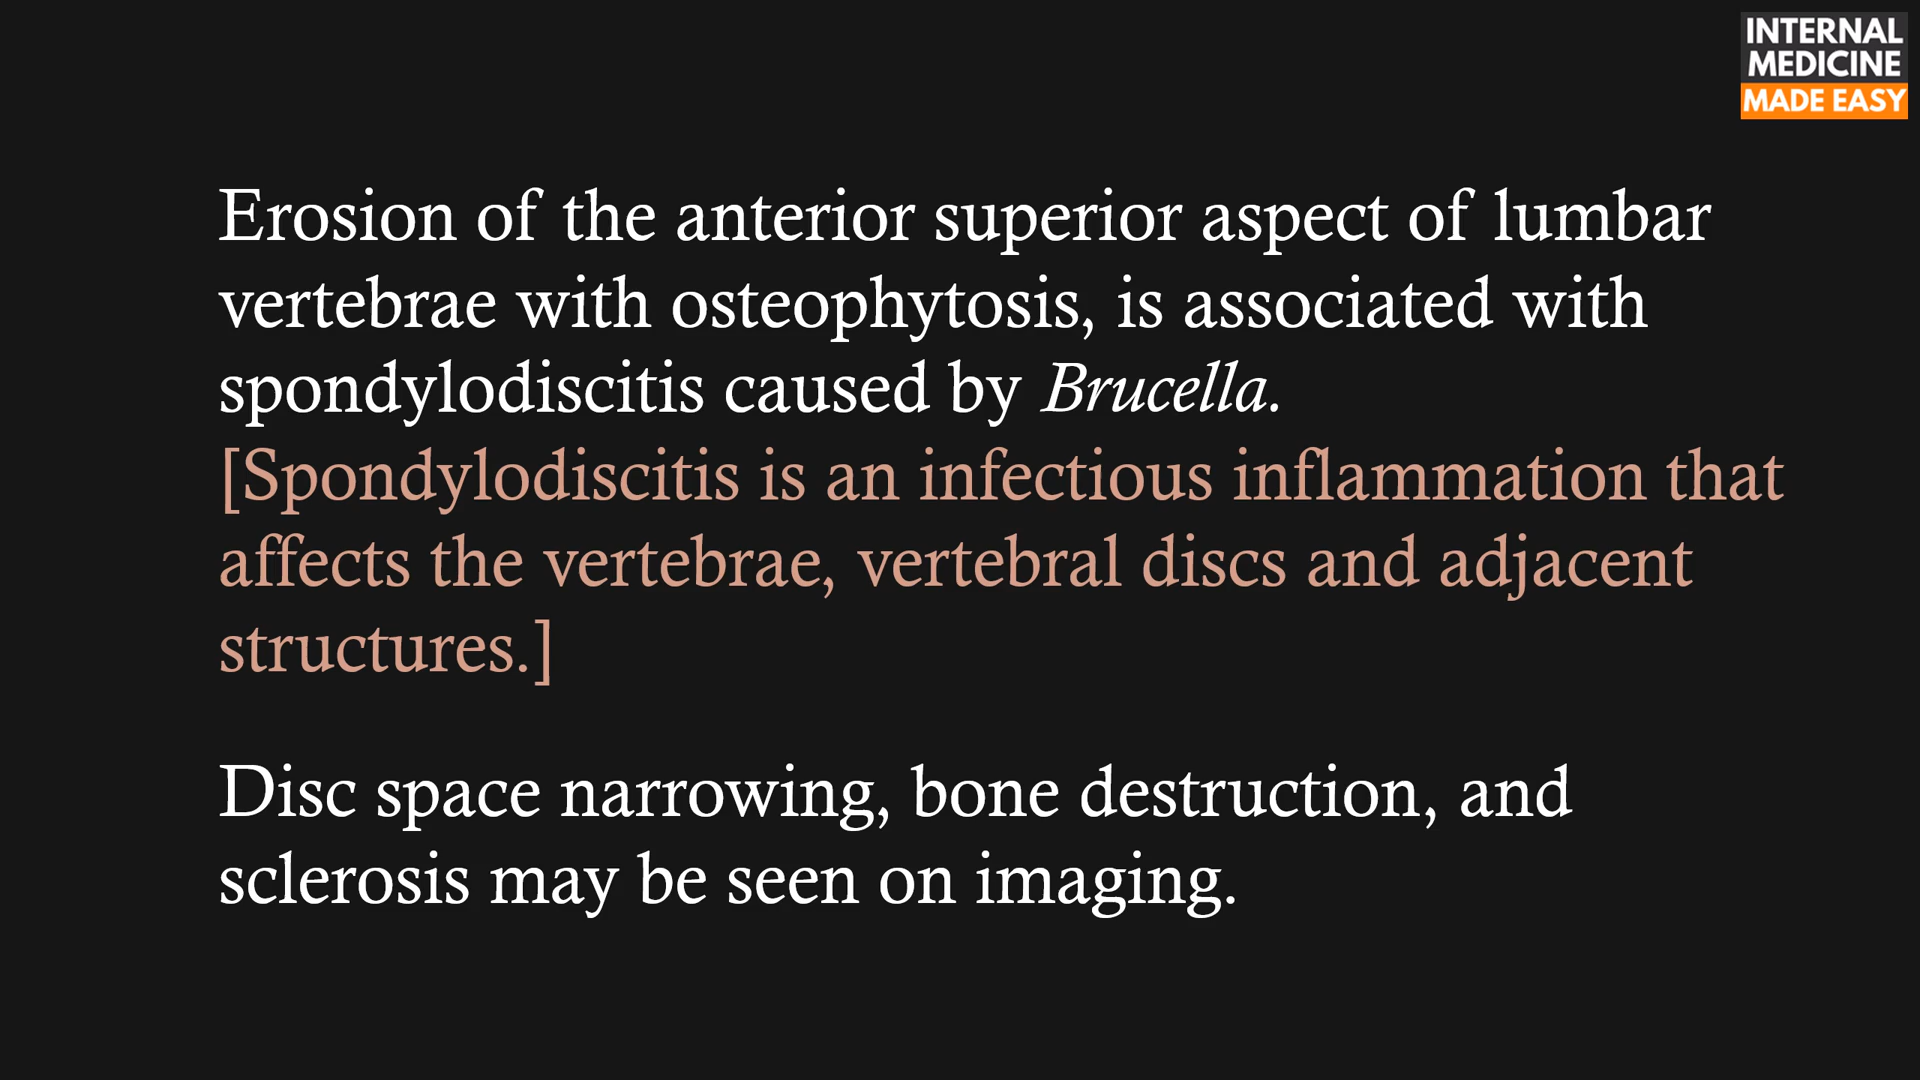 INTERNAL
MEDICINE
MADE EASY
Erosion of the anterior superior aspect of lumbar
vertebrae with osteophytosis, is associated with
spondylodiscitis caused by Brucella.
[Spondylodiscitis is an infectious inflammation that
affects the vertebrae, vertebral discs and adjacent
structures.]
Disc space narrowing, bone destruction, and
sclerosis may be seen on imaging.